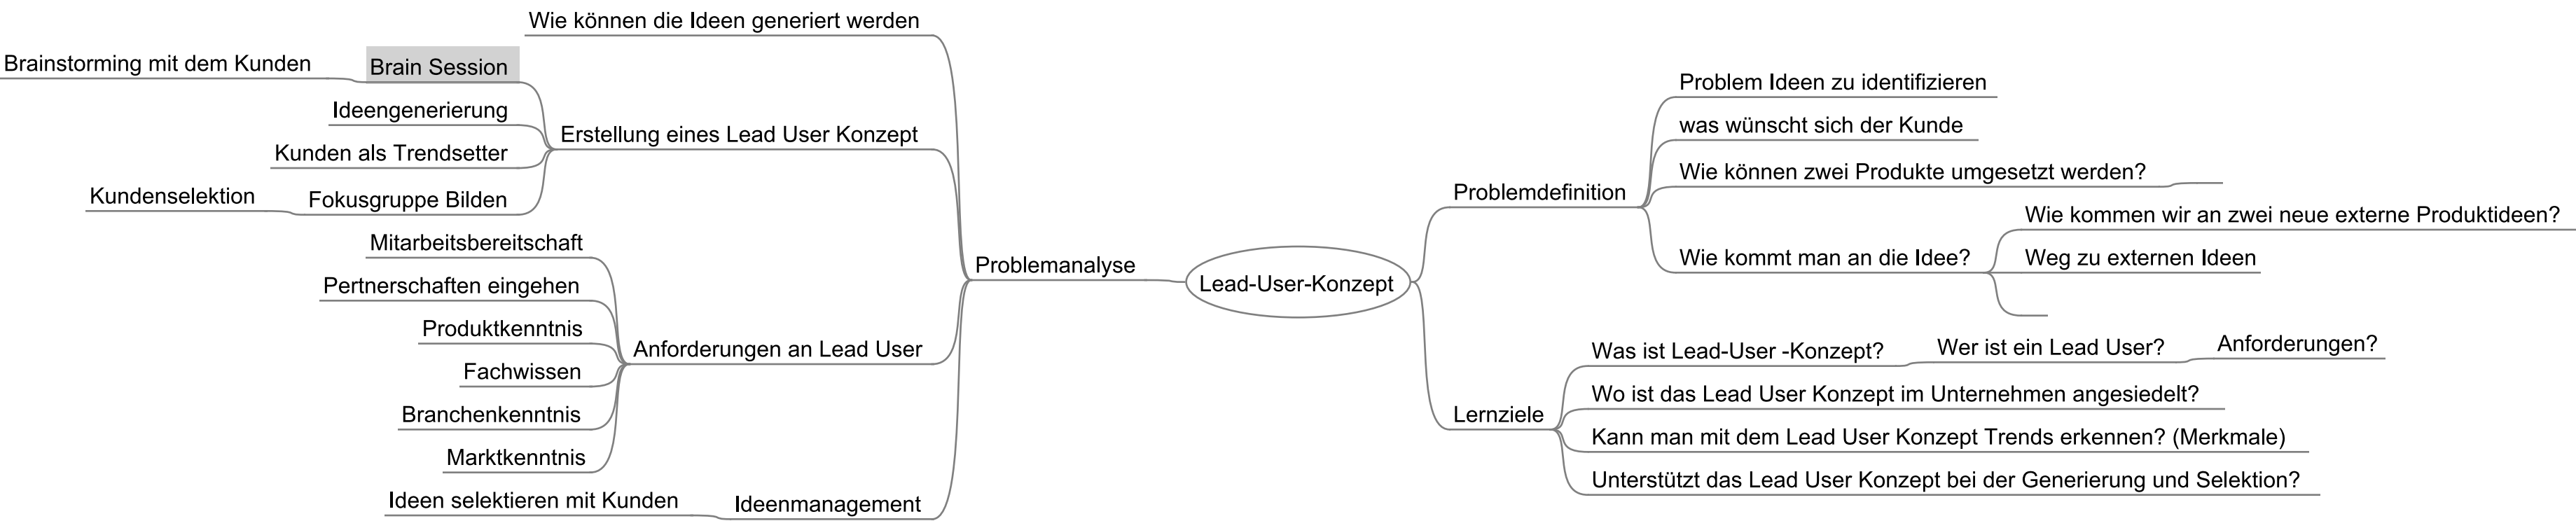 Wie können die Ideen generiert werden
Brainstorming mit dem Kunden
Brain Session
Ideengenerierung
Kunden als Trendsetter
Kundenselektion
Fokusgruppe Bilden
Erstellung eines Lead User Konzept
Mitarbeitsbereitschaft
Pertnerschaften eingehen
Produktkenntnis
Fachwissen
Branchenkenntnis
Marktkenntnis
Anforderungen an Lead User
Ideen selektieren mit Kunden
Ideenmanagement
Problemanalyse
Lead-User-Konzept
Problemdefinition
Problem Ideen zu identifizieren
was wünscht sich der Kunde
Wie können zwei Produkte umgesetzt werden?
Wie kommt man an die Idee?
Wie kommen wir an zwei neue externe Produktideen?
Weg zu externen Ideen
Lernziele
Was ist Lead-User -Konzept?
Wer ist ein Lead User?
Anforderungen?
Wo ist das Lead User Konzept im Unternehmen angesiedelt?
Kann man mit dem Lead User Konzept Trends erkennen? (Merkmale)
Unterstützt das Lead User Konzept bei der Generierung und Selektion?